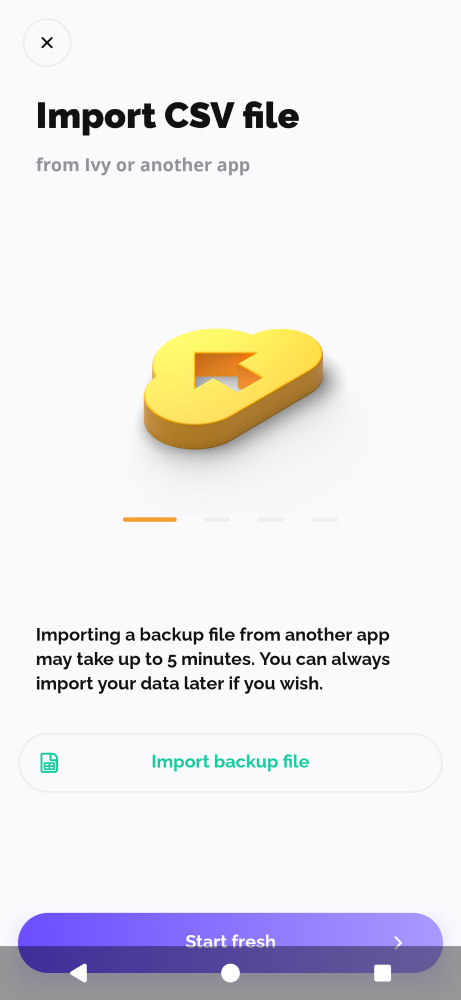 Import CSV file
from Ivy or another app
Importing a backup file from another app
may take up to 5 minutes. You can always
import your data later if you wish.
Import backup file
Start fresh